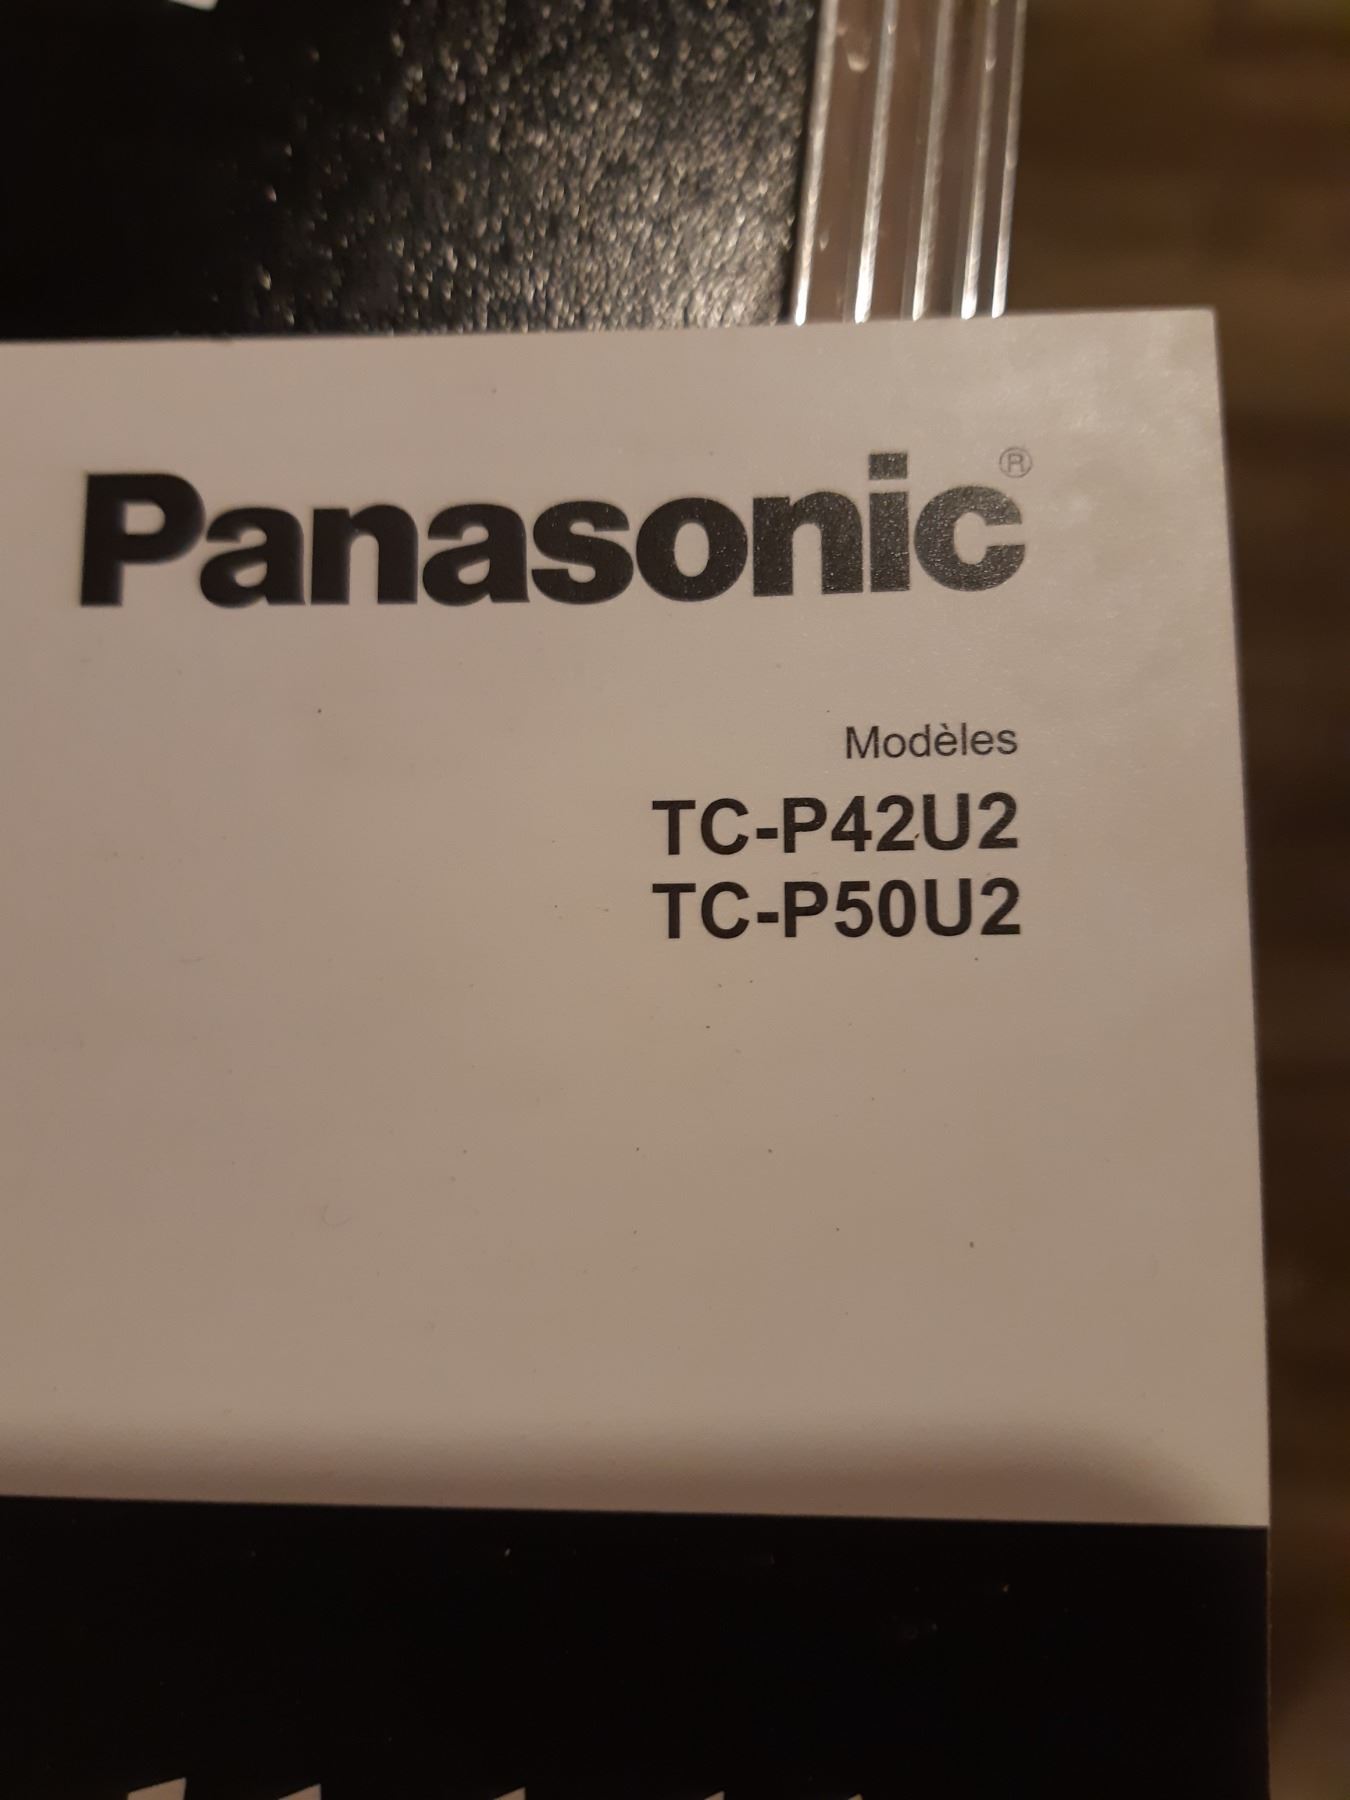 Panasonic®
Modèles
TC-P42U2
TC-P50U2